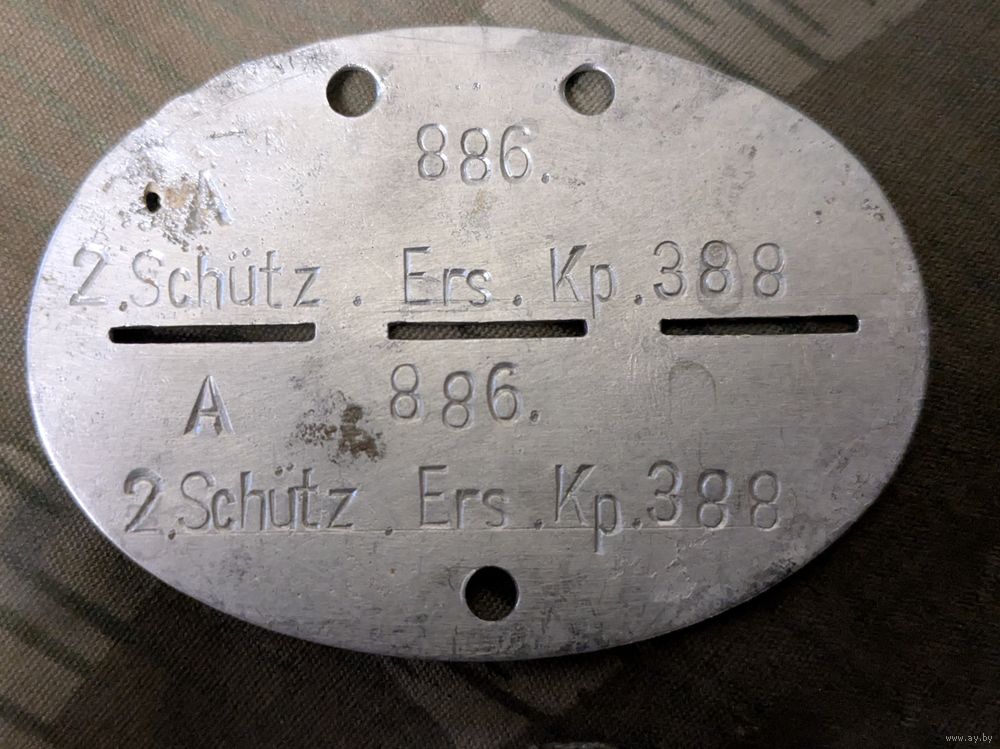 886.
A
2.Schütz . Ers . Kp.388
A 886.
2.Schütz . Ers . Kp.388
www.ay.by